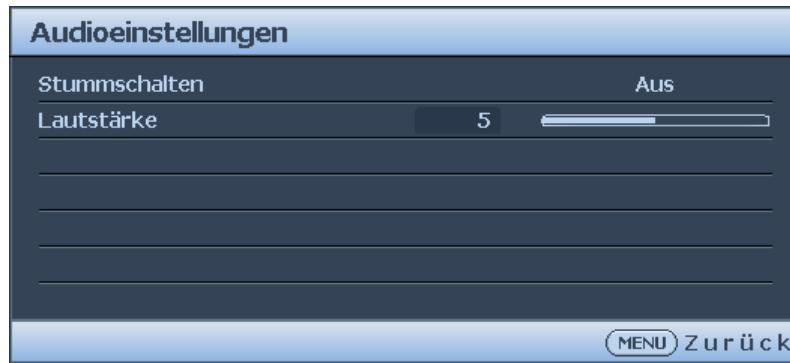 Audioeinstellungen
Stummschalten Aus
Lautstärke 5
MENU Zurück